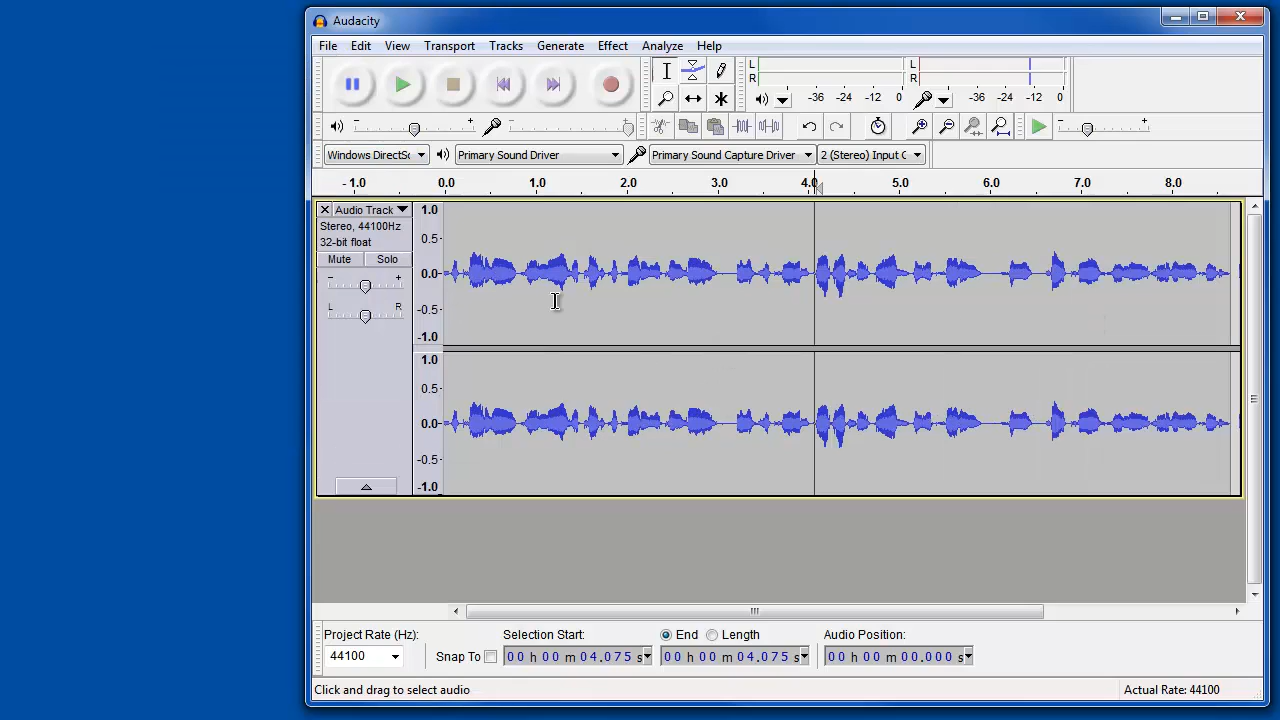 Audacity
File Edit View Transport Tracks Generate Effect Analyze Help
L
R
-36 -24 -12 0
L
R
-36 -24 -12 0
- +
- +
- +
Windows DirectSc
Primary Sound Driver
Primary Sound Capture Driver
2 (Stereo) Input C
- 1.0 0.0 1.0 2.0 3.0 4.0 5.0 6.0 7.0 8.0
Audio Track
Stereo, 44100Hz
32-bit float
Mute Solo
- +
L R
1.0
0.5
0.0
-0.5
-1.0
1.0
0.5
0.0
-0.5
-1.0
Project Rate (Hz):
44100
Snap To
Selection Start:
00 h 00 m 04.075 s
End Length
00 h 00 m 04.075 s
Audio Position:
00 h 00 m 00.000 s
Click and drag to select audio
Actual Rate: 44100